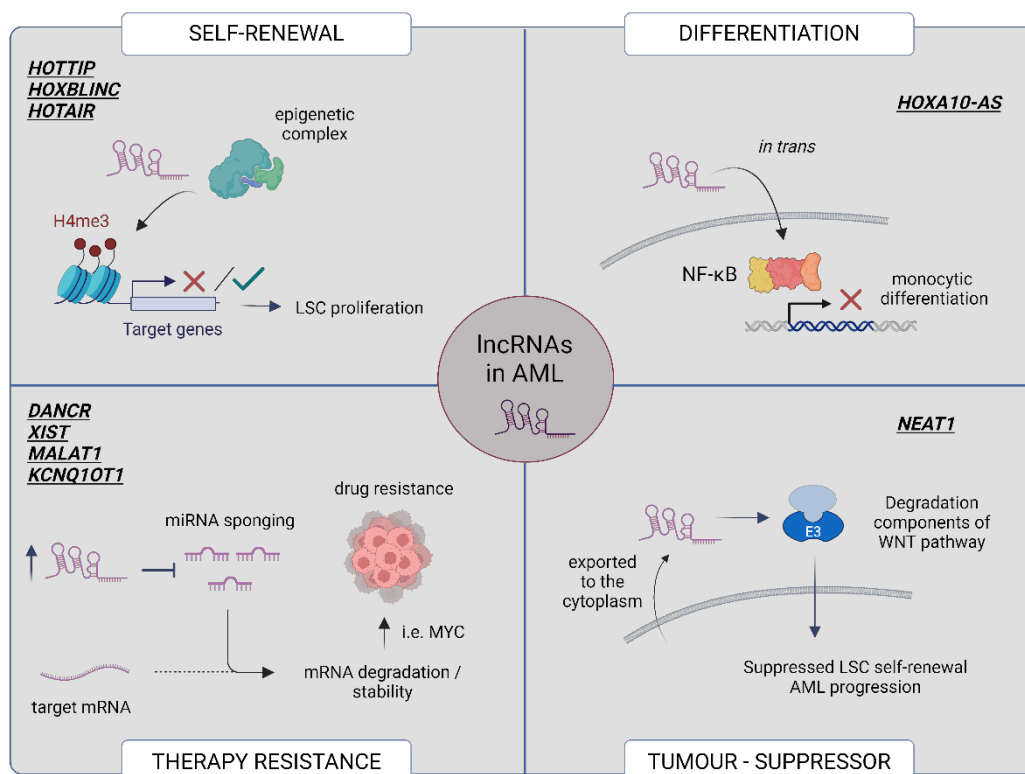 SELF-RENEWAL
HOTTIP
HOXBLINC
HOTAIR
epigenetic
complex
H4me3
Target genes
LSC proliferation
DIFFERENTIATION
HOXA10-AS
in trans
NF-κB
monocytic
differentiation
lncRNAs
in AML
DANCR
XIST
MALAT1
KCNQ1OT1
miRNA sponging
drug resistance
i.e. MYC
mRNA degradation /
stability
target mRNA
THERAPY RESISTANCE
NEAT1
E3
Degradation
components of
WNT pathway
exported
to the
cytoplasm
Suppressed LSC self-renewal
AML progression
TUMOUR - SUPPRESSOR